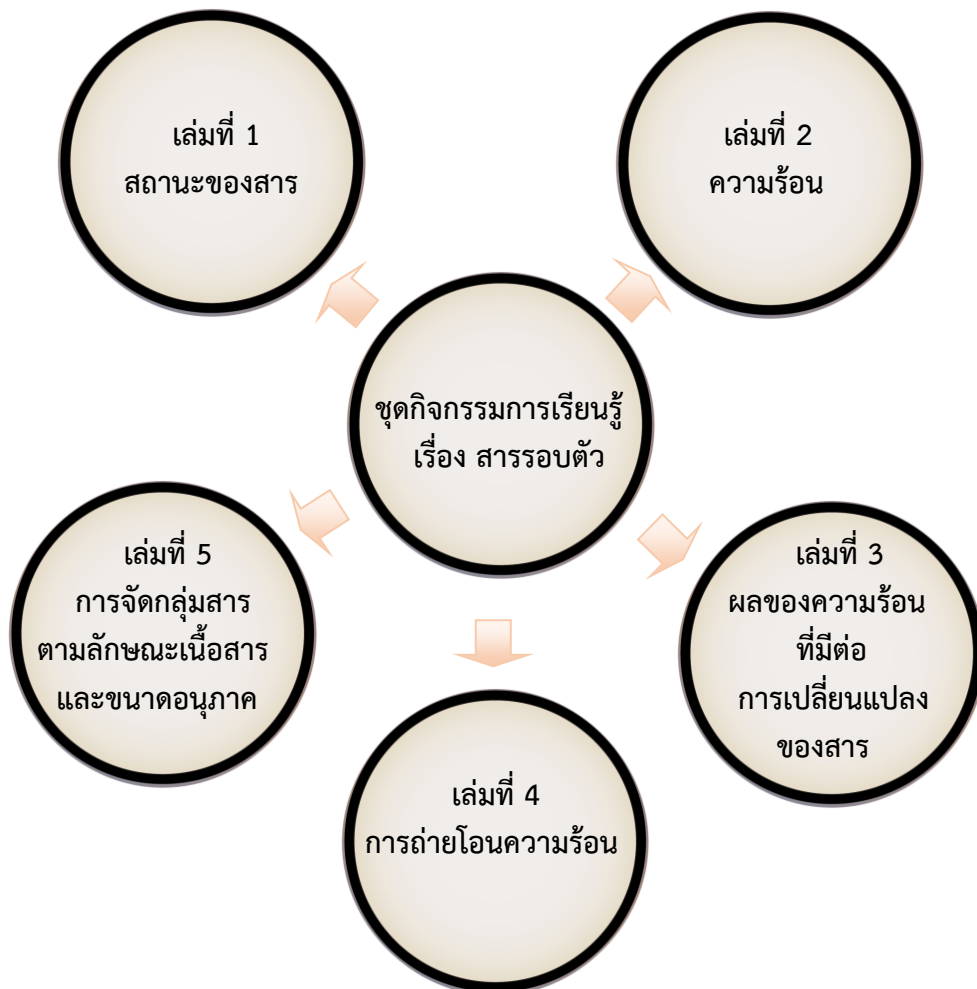 เล่มที่ 1
สถานะของสาร
เล่มที่ 2
ความร้อน
ชุดกิจกรรมการเรียนรู้
เรื่อง สารรอบตัว
เล่มที่ 5
การจัดกลุ่มสาร
ตามลักษณะเนื้อสาร
และขนาดอนุภาค
เล่มที่ 3
ผลของความร้อน
ที่มีต่อ
การเปลี่ยนแปลง
ของสาร
เล่มที่ 4
การถ่ายโอนความร้อน